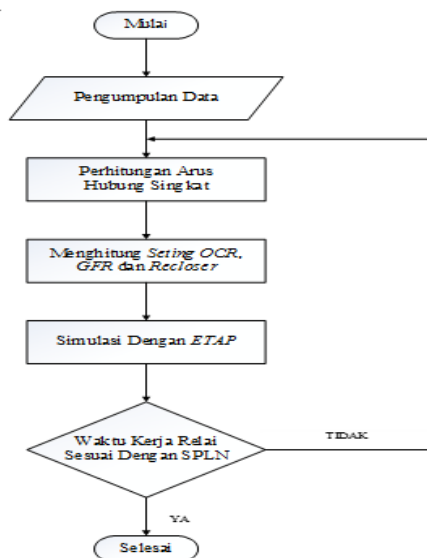 Mulai
Pengumpulan Data
Perhitungan Arus
Hubung Singkat
Menghitung Seting OCR,
GFR dan Recloser
Simulasi Dengan ETAP
Waktu Kerja Relai
Sesuai Dengan SPLN
TIDAK
YA
Selesai